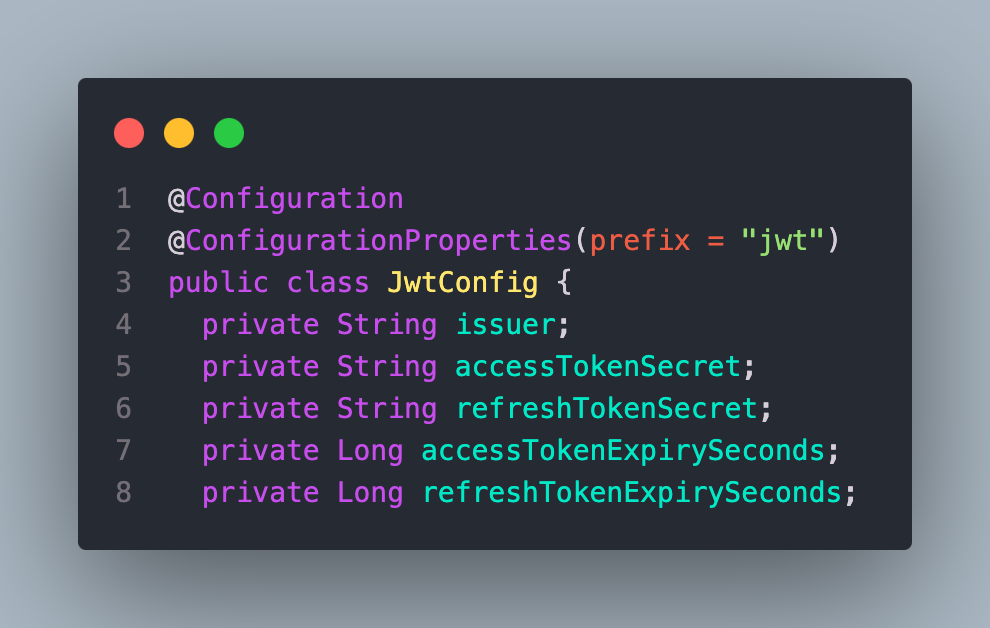 1 @Configuration
2 @ConfigurationProperties(prefix = "jwt")
3 public class JwtConfig {
4   private String issuer;
5   private String accessTokenSecret;
6   private String refreshTokenSecret;
7   private Long accessTokenExpirySeconds;
8   private Long refreshTokenExpirySeconds;